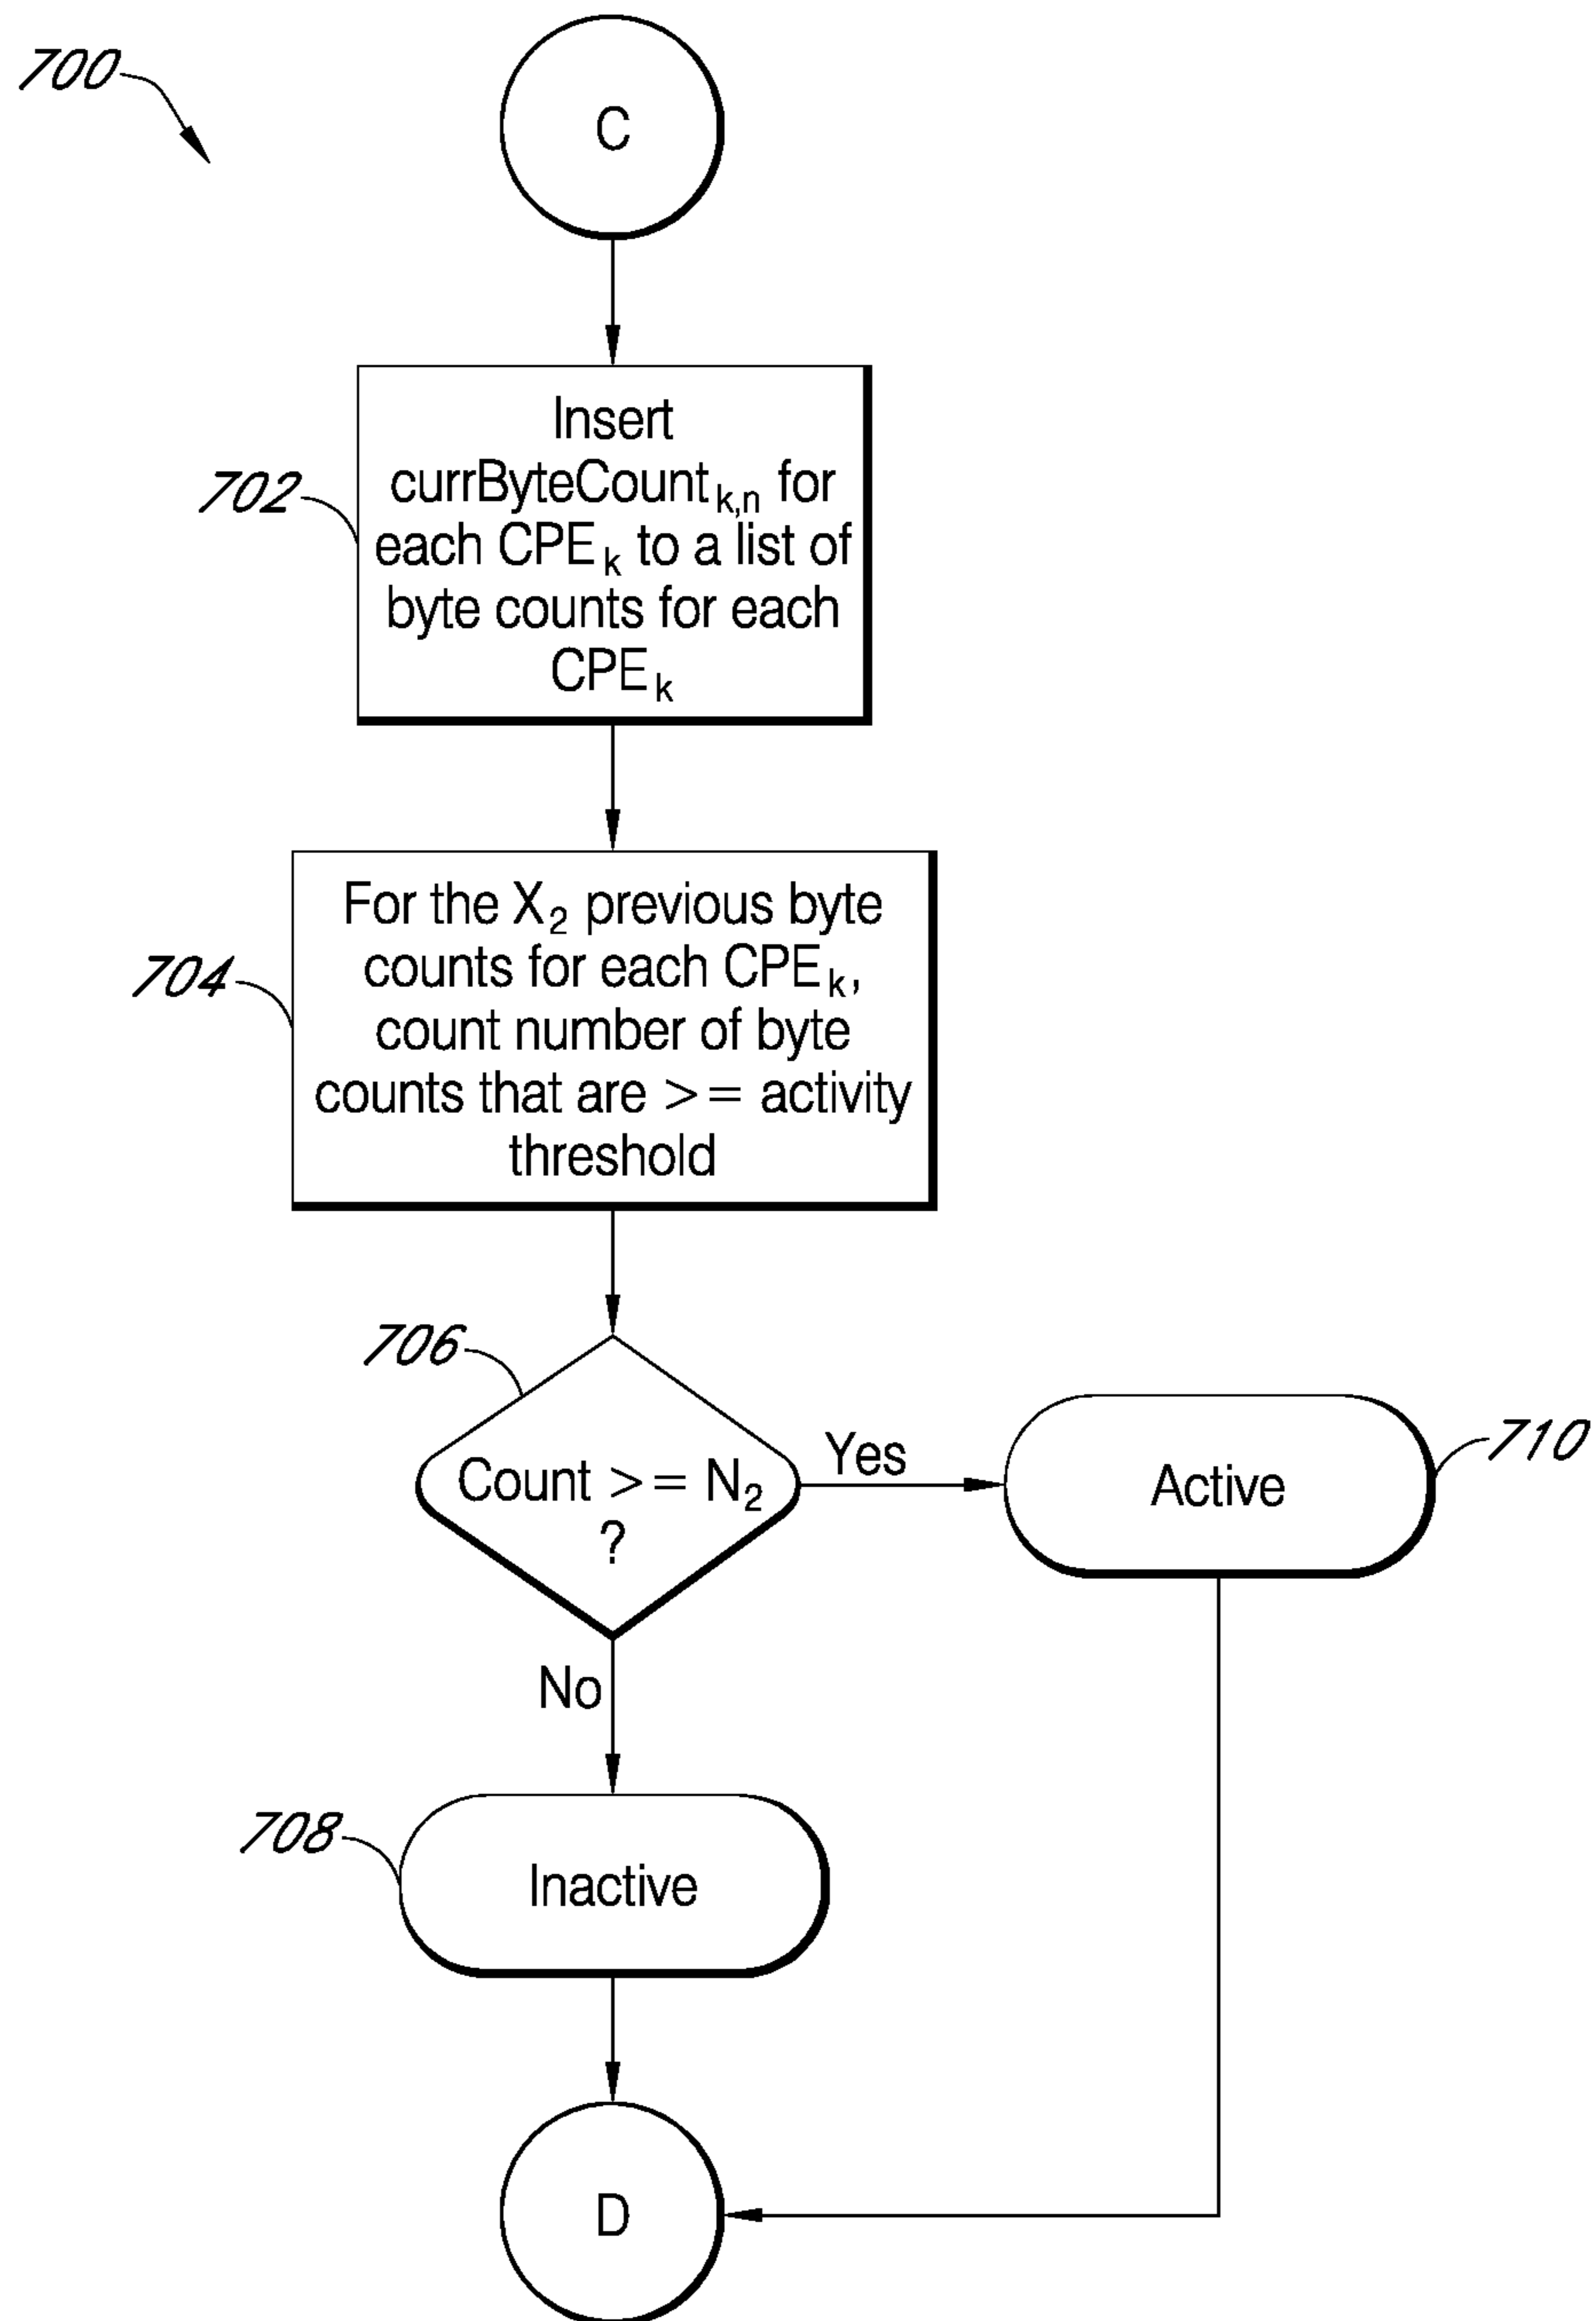 700
C
702
Insert
currByteCount k,n for
each CPE k to a list of
byte counts for each
CPE k
704
For the X 2 previous byte
counts for each CPE k,
count number of byte
counts that are >= activity
threshold
706
Count >= N 2
?
Yes
Active
710
No
708
Inactive
D